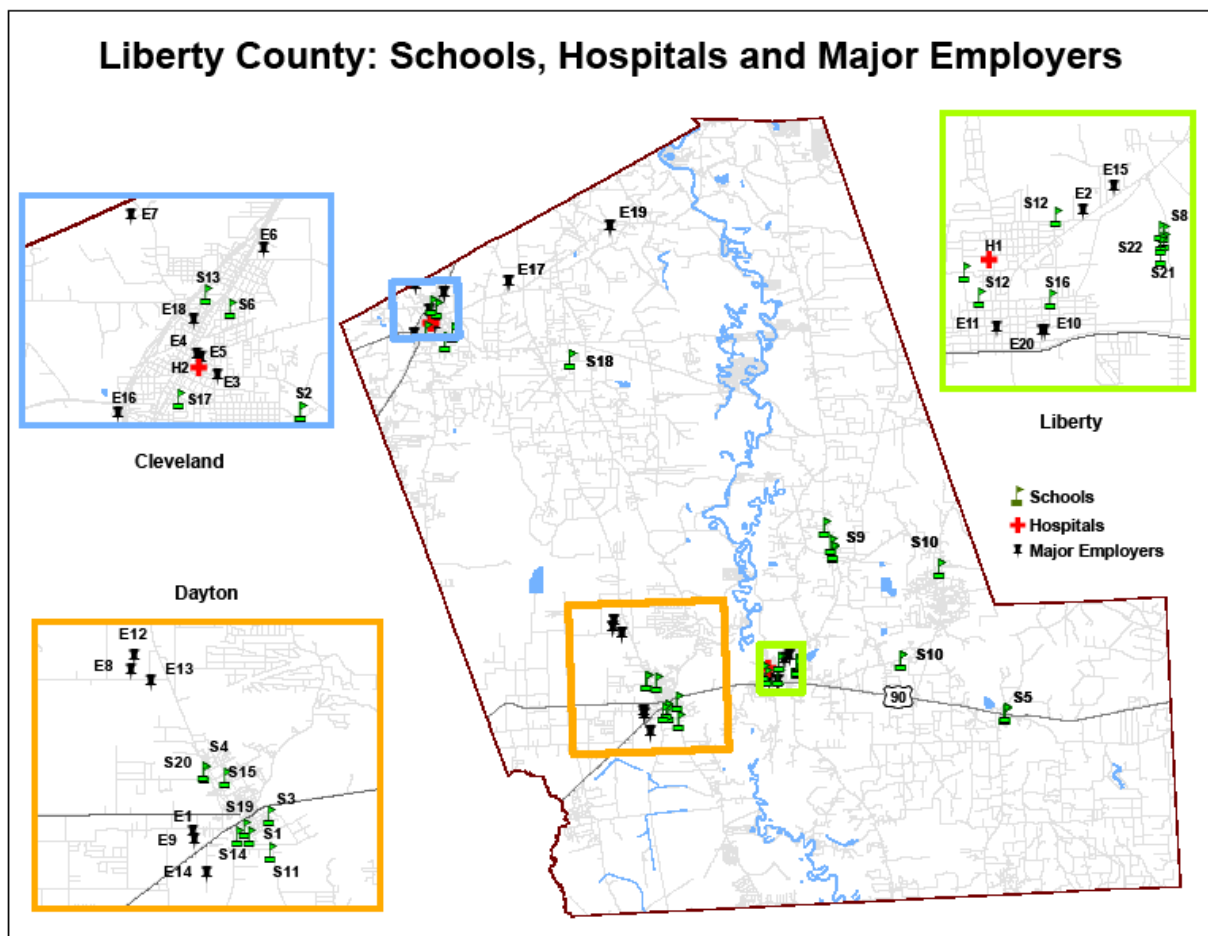 Liberty County: Schools, Hospitals and Major Employers
E7
E6
S13
S6
E18
E4
E5
H2
E3
S17
E16
S2
Cleveland
E19
E17
S18
S9
S10
S10
90
S5
E15
E2
S12
S8
H1
S22
S21
S12
S16
E11
E10
E20
Liberty
Schools
Hospitals
Major Employers
Dayton
E12
E8
E13
S4
S20
S15
S3
S19
E1
E9
S1
S14
E14
S11